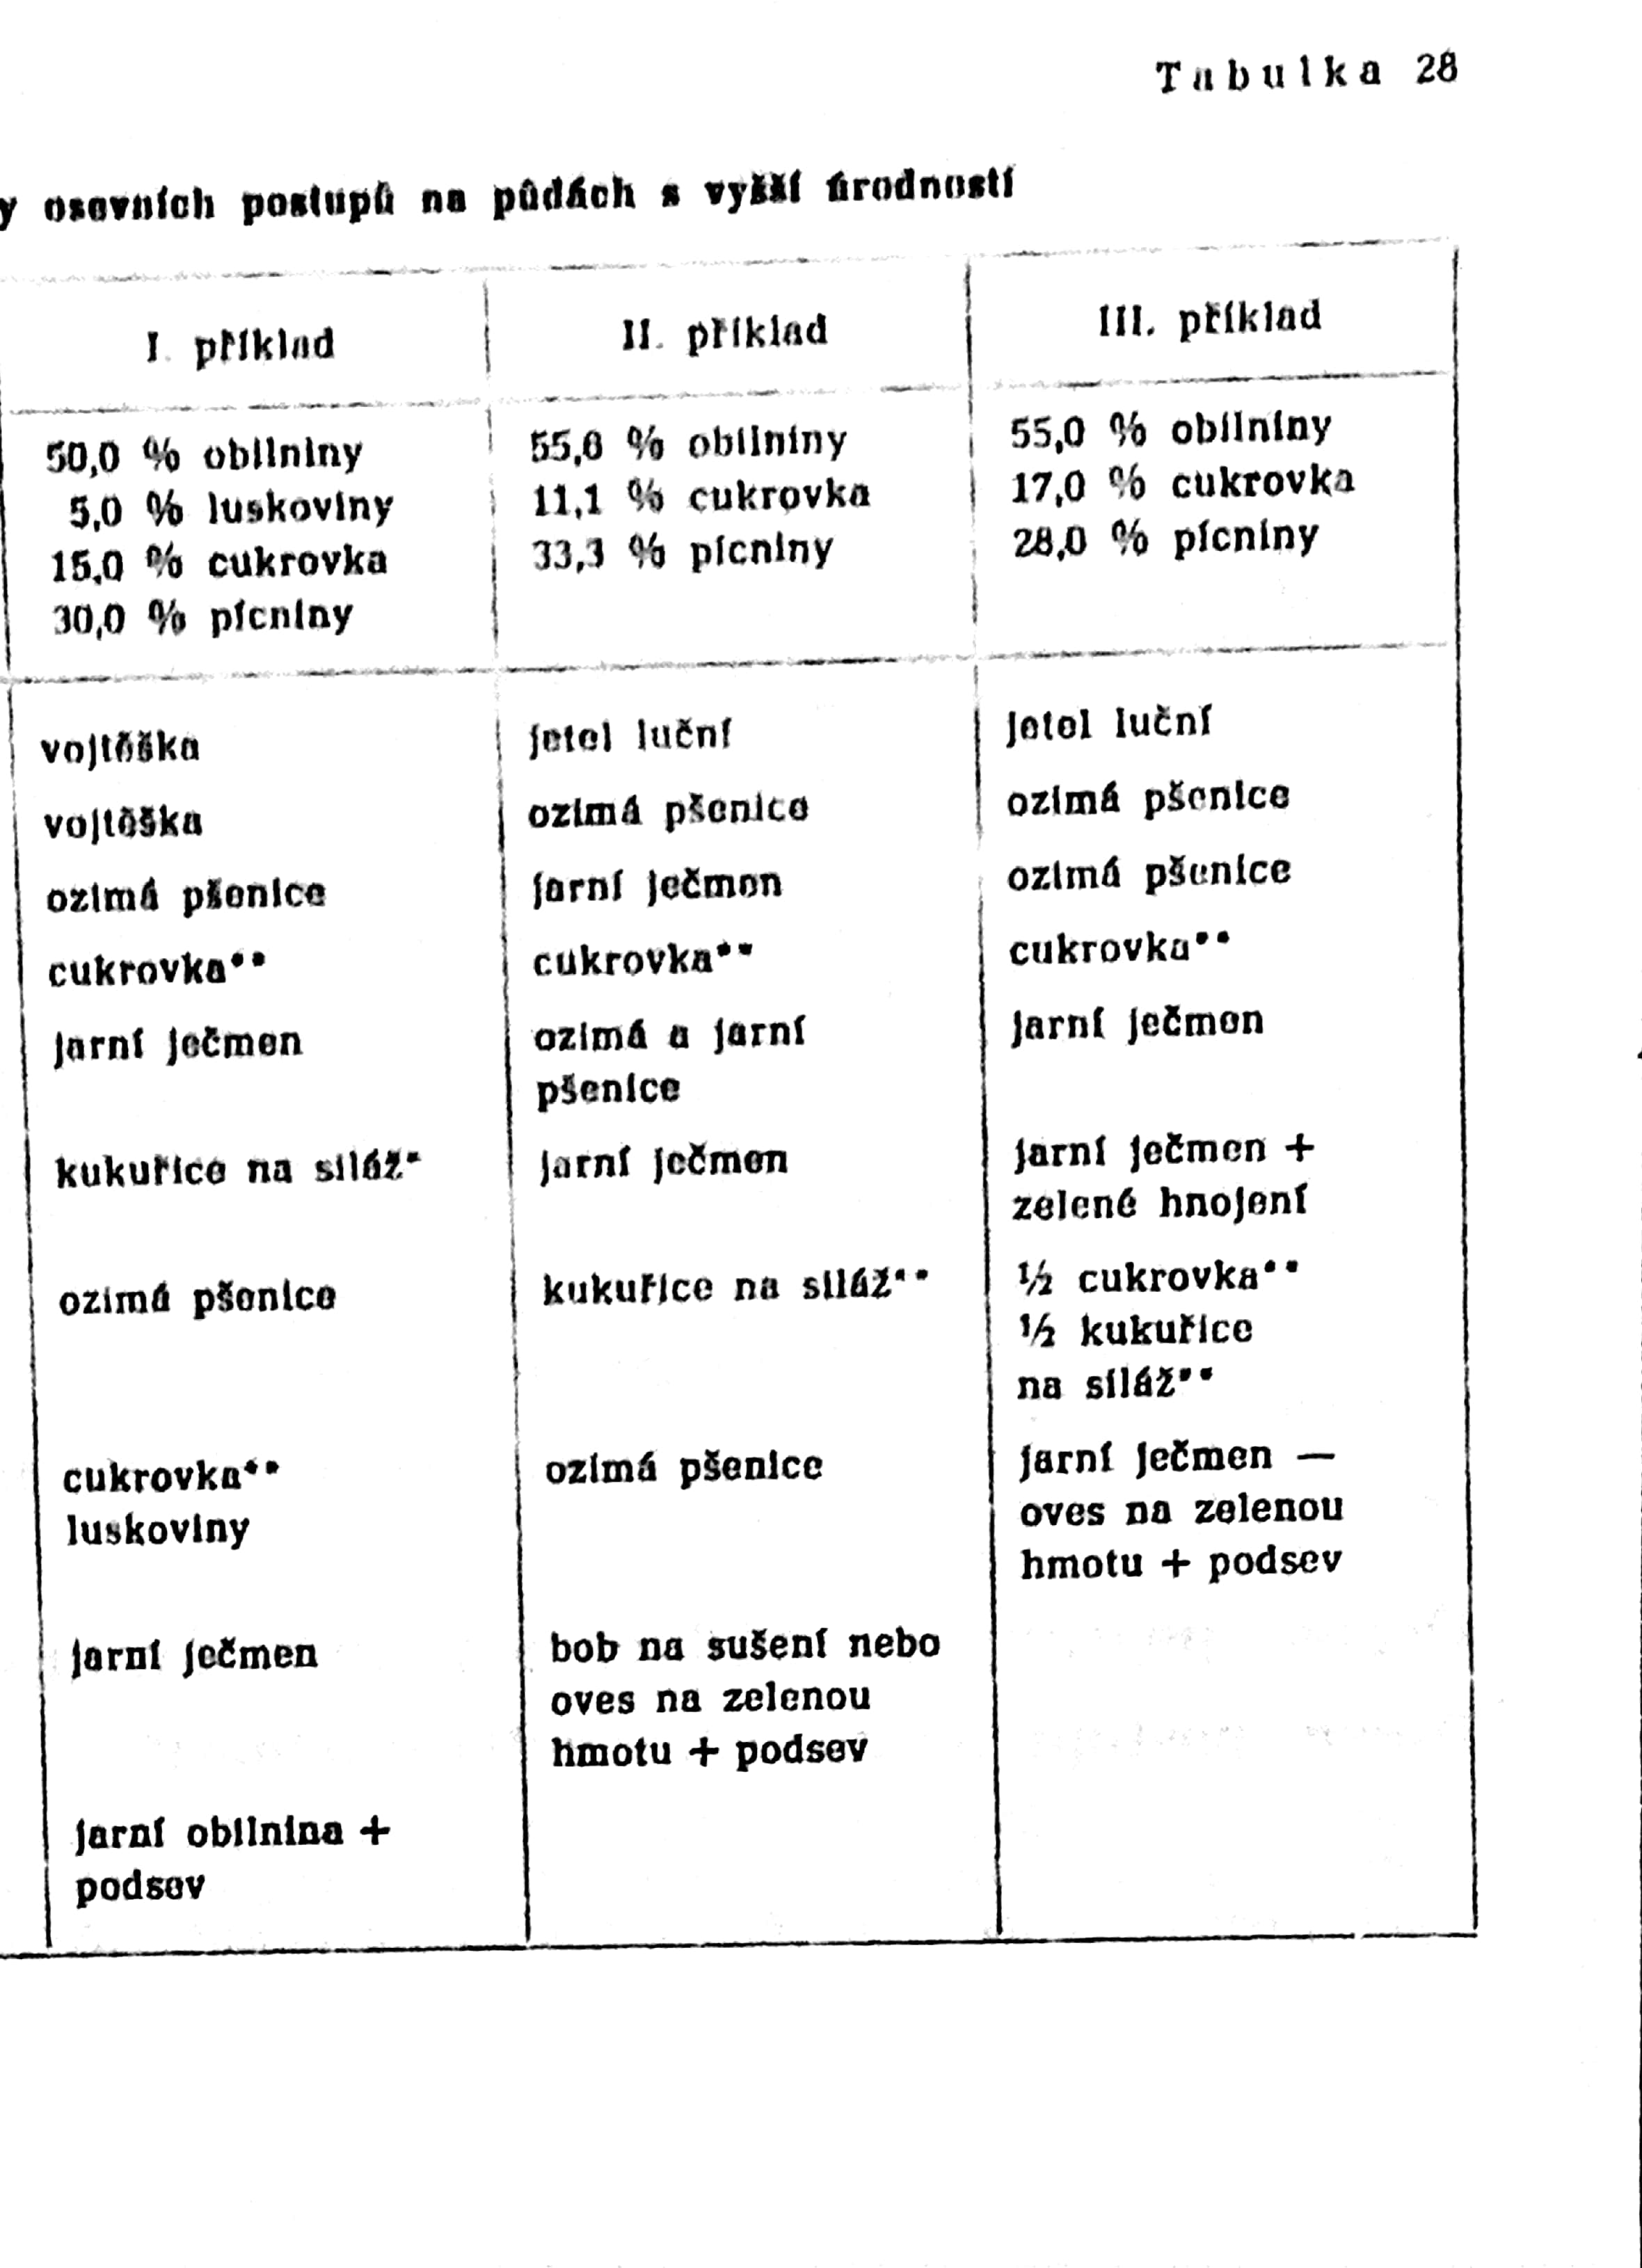 Tabulka 28
y osevních postupů na půdách s vyšší úrodností
I. příklad
II. příklad
III. příklad
50,0 % obilniny
5,0 % luskoviny
15,0 % cukrovka
30,0 % pícniny
55,6 % obilniny
11,1 % cukrovka
33,3 % pícniny
55,0 % obilniny
17,0 % cukrovka
28,0 % pícniny
vojtěška
jetel luční
jetel luční
vojtěška
ozimá pšenice
ozimá pšenice
ozimá pšenice
jarní ječmen
ozimá pšenice
cukrovka**
cukrovka**
cukrovka**
jarní ječmen
ozimá a jarní
pšenice
jarní ječmen
kukuřice na siláž*
jarní ječmen
jarní ječmen +
zelené hnojení
ozimá pšenice
kukuřice na siláž**
½ cukrovka**
½ kukuřice
na siláž**
cukrovka**
luskoviny
ozimá pšenice
jarní ječmen —
oves na zelenou
hmotu + podsev
jarní ječmen
bob na sušení nebo
oves na zelenou
hmotu + podsev
jarní obilnina +
podsev